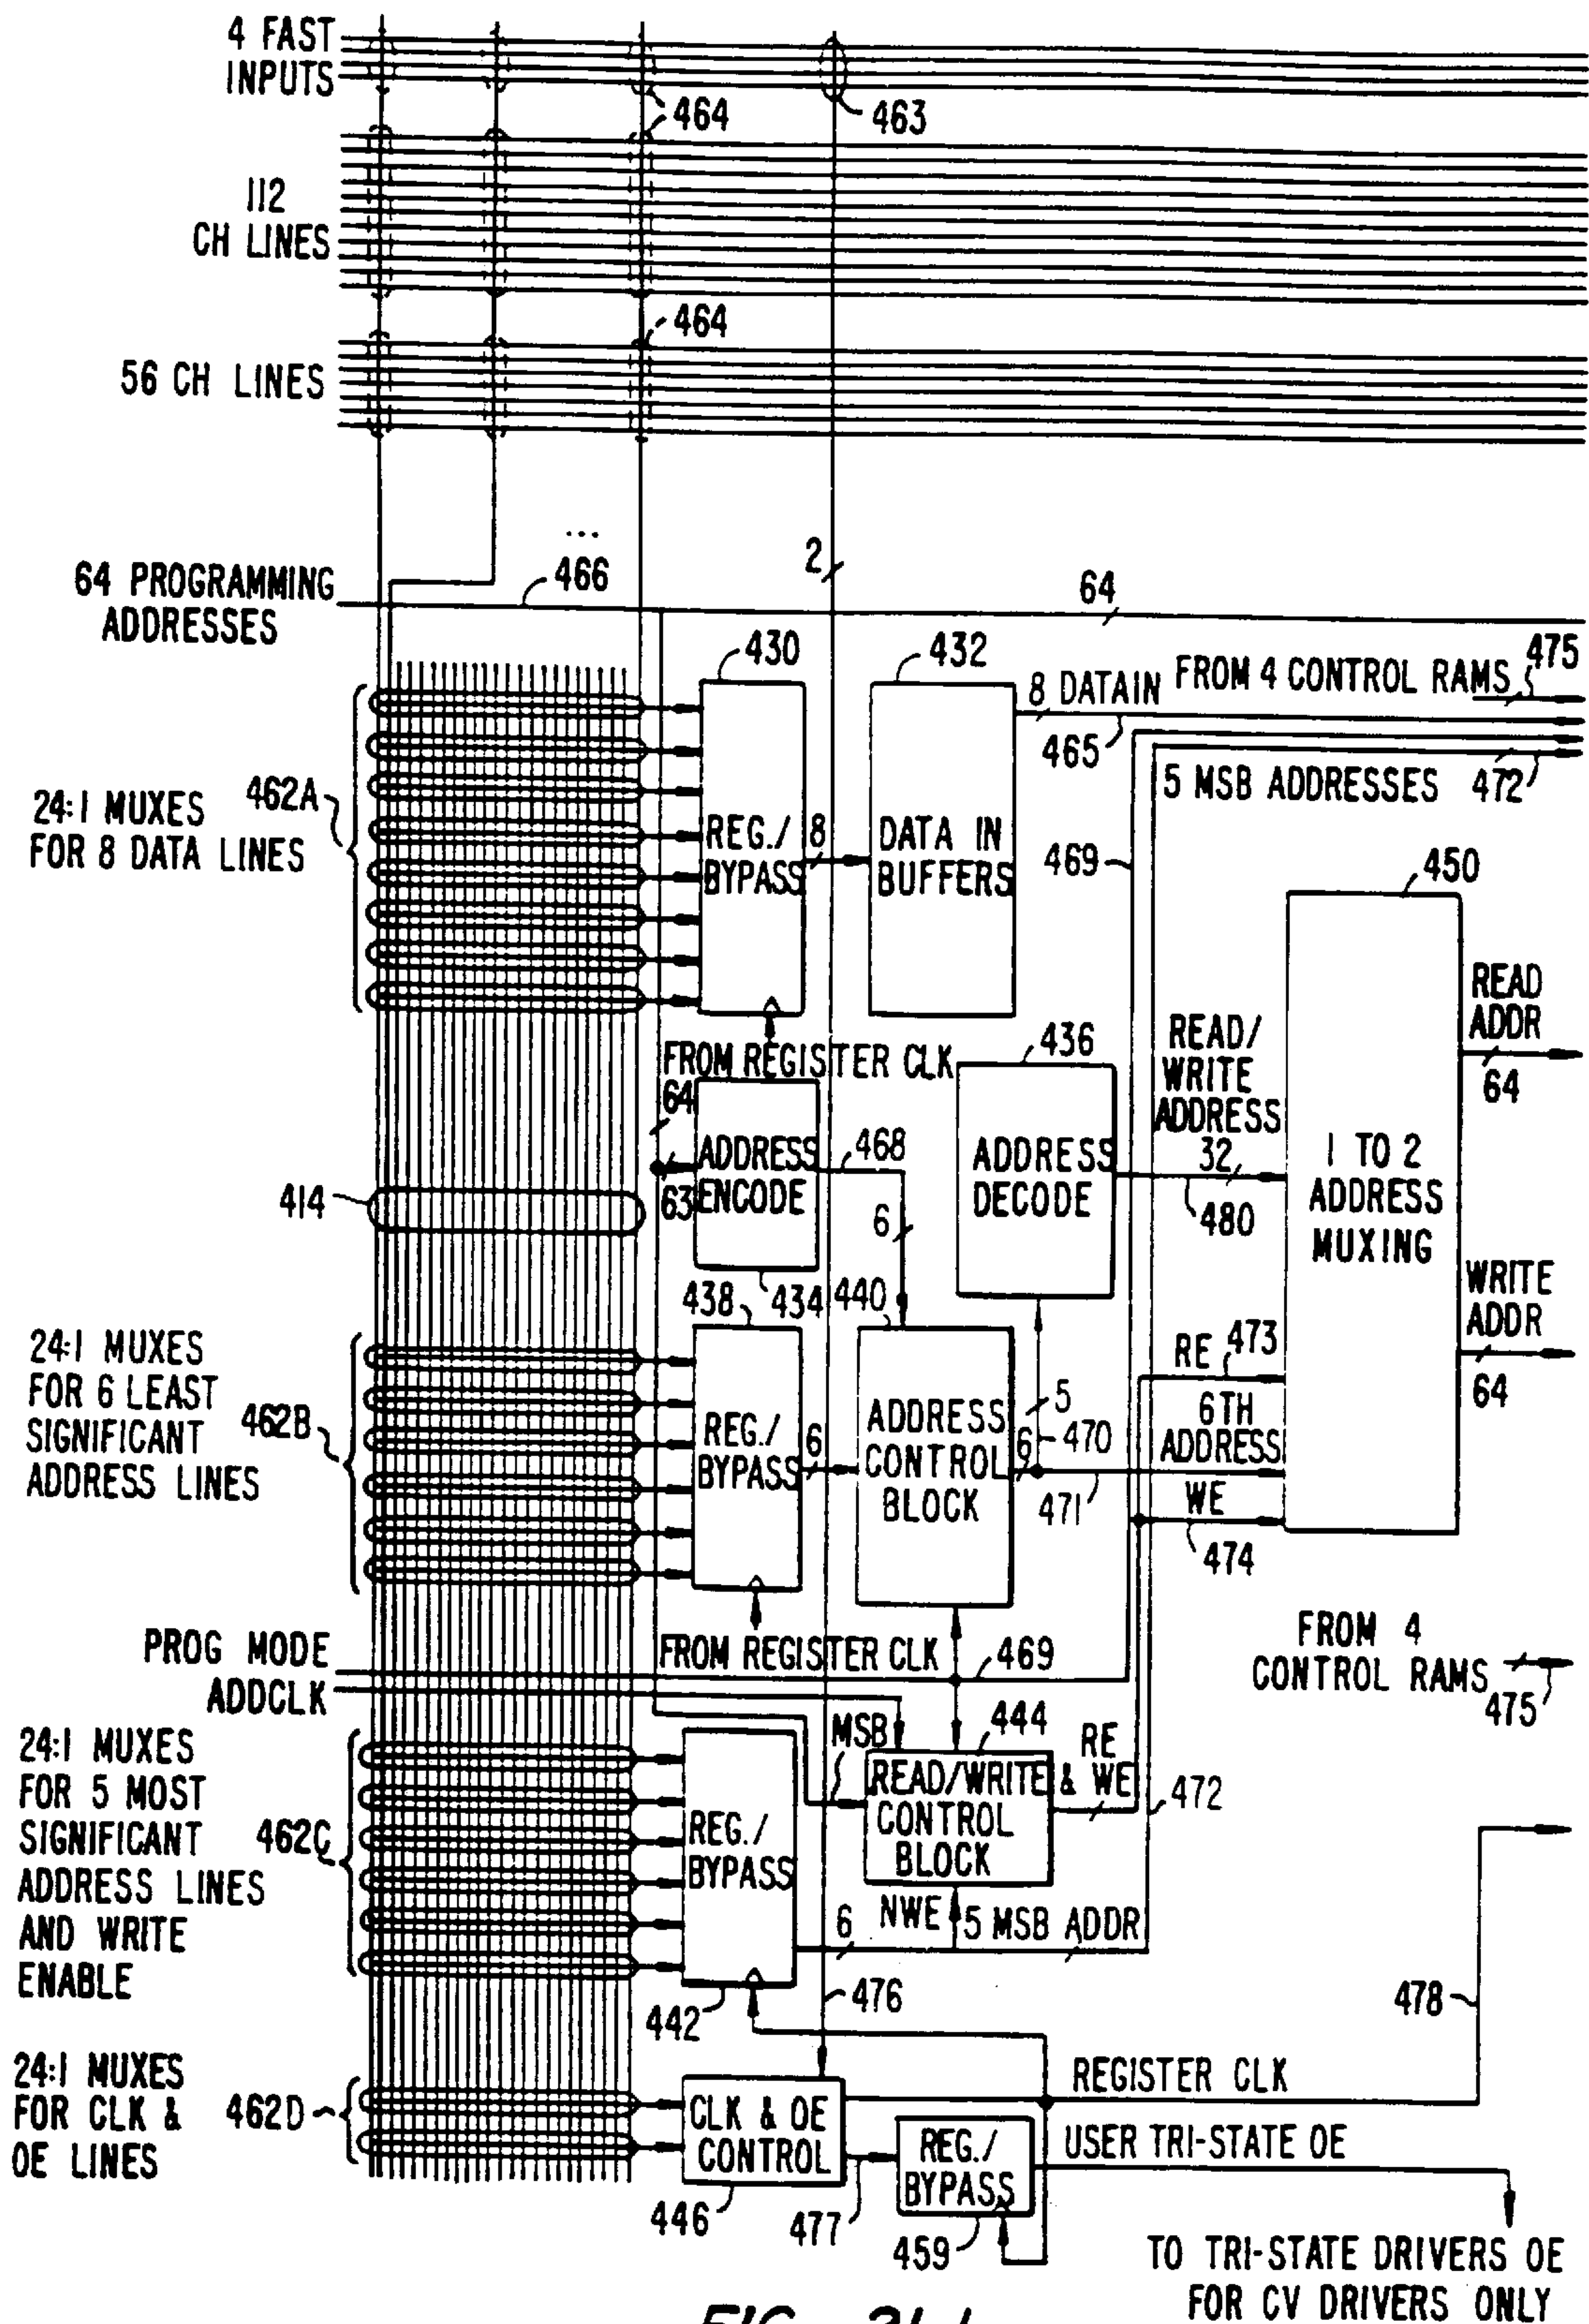 4 FAST
INPUTS
464
463
112
CH LINES
464
56 CH LINES
...
2
64 PROGRAMMING
ADDRESSES
466
64
430
432
475
8 DATAIN
FROM 4 CONTROL RAMS
465
5 MSB ADDRESSES
472
24:1 MUXES
FOR 8 DATA LINES
462A
REG./
BYPASS
8
DATA IN
BUFFERS
469
450
READ
ADDR
64
FROM REGISTER CLK
436
READ/
WRITE
ADDRESS
64
63
ADDRESS
ENCODE
468
ADDRESS
DECODE
32
480
1 TO 2
ADDRESS
MUXING
414
6
438
434
440
WRITE
ADDR
64
24:1 MUXES
FOR 6 LEAST
SIGNIFICANT
ADDRESS LINES
462B
REG./
BYPASS
6
ADDRESS
CONTROL
BLOCK
5
6
470
471
RE
473
6TH
ADDRESS
WE
474
FROM REGISTER CLK
469
FROM 4
CONTROL RAMS
475
PROG MODE
ADDCLK
MSB
444
RE
& WE
READ/WRITE
CONTROL
BLOCK
472
24:1 MUXES
FOR 5 MOST
SIGNIFICANT
ADDRESS LINES
AND WRITE
ENABLE
462C
REG./
BYPASS
6
NWE
5 MSB ADDR
442
476
478
24:1 MUXES
FOR CLK &
OE LINES
462D
CLK & OE
CONTROL
REGISTER CLK
REG./
BYPASS
USER TRI-STATE OE
446
477
459
TO TRI-STATE DRIVERS OE
FOR CV DRIVERS ONLY